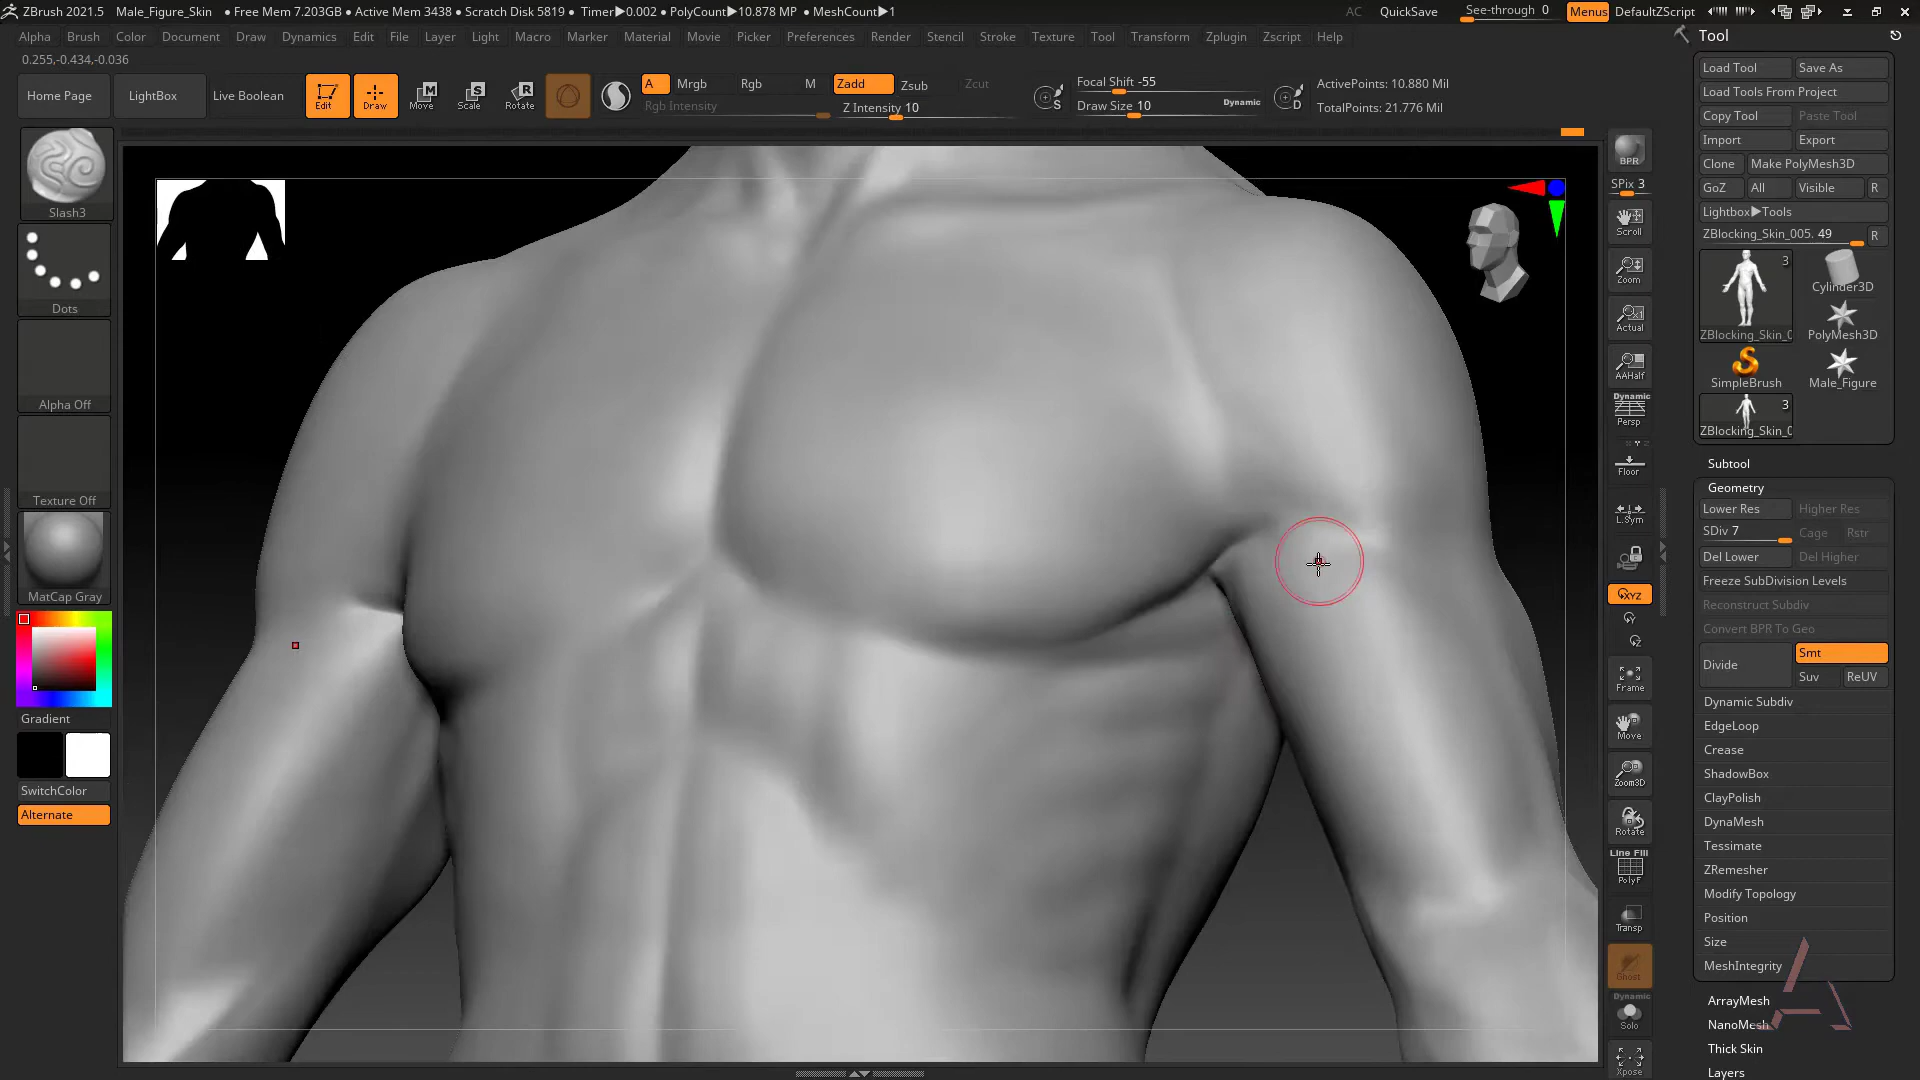 ZBrush 2021.5 Male_Figure_Skin • Free Mem 7.203GB • Active Mem 3438 • Scratch Disk 5819 • Timer▶0.002 • PolyCount▶10.878 MP • MeshCount▶1 AC QuickSave See-through 0 Menus DefaultZScript
Alpha Brush Color Document Draw Dynamics Edit File Layer Light Macro Marker Material Movie Picker Preferences Render Stencil Stroke Texture Tool Transform Zplugin Zscript Help
0.255,-0.434,-0.036
Home Page LightBox Live Boolean Edit Draw Move Scale Rotate
A Mrgb Rgb M Zadd Zsub Zcut
Rgb Intensity Z Intensity 10
S Focal Shift -55
Draw Size 10 Dynamic D
ActivePoints: 10.880 Mil
TotalPoints: 21.776 Mil
Slash3
Dots
Alpha Off
Texture Off
MatCap Gray
Gradient
SwitchColor
Alternate
BPR
SPix 3
Scroll
Zoom
Actual
AAHalf
Dynamic
Persp
Floor
L.Sym
XYZ
Y
Z
Frame
Move
Zoom3D
Rotate
Line Fill
PolyF
Transp
Ghost
Dynamic
Solo
Xpose
Tool
Load Tool Save As
Load Tools From Project
Copy Tool Paste Tool
Import Export
Clone Make PolyMesh3D
GoZ All Visible R
Lightbox▶Tools
ZBlocking_Skin_005. 49 R
3
Cylinder3D
ZBlocking_Skin_0 PolyMesh3D
SimpleBrush Male_Figure
3
ZBlocking_Skin_0
Subtool
Geometry
Lower Res Higher Res
SDiv 7 Cage Rstr
Del Lower Del Higher
Freeze SubDivision Levels
Reconstruct Subdiv
Convert BPR To Geo
Divide Smt
Suv ReUV
Dynamic Subdiv
EdgeLoop
Crease
ShadowBox
ClayPolish
DynaMesh
Tessimate
ZRemesher
Modify Topology
Position
Size
MeshIntegrity
ArrayMesh
NanoMesh
Thick Skin
Layers